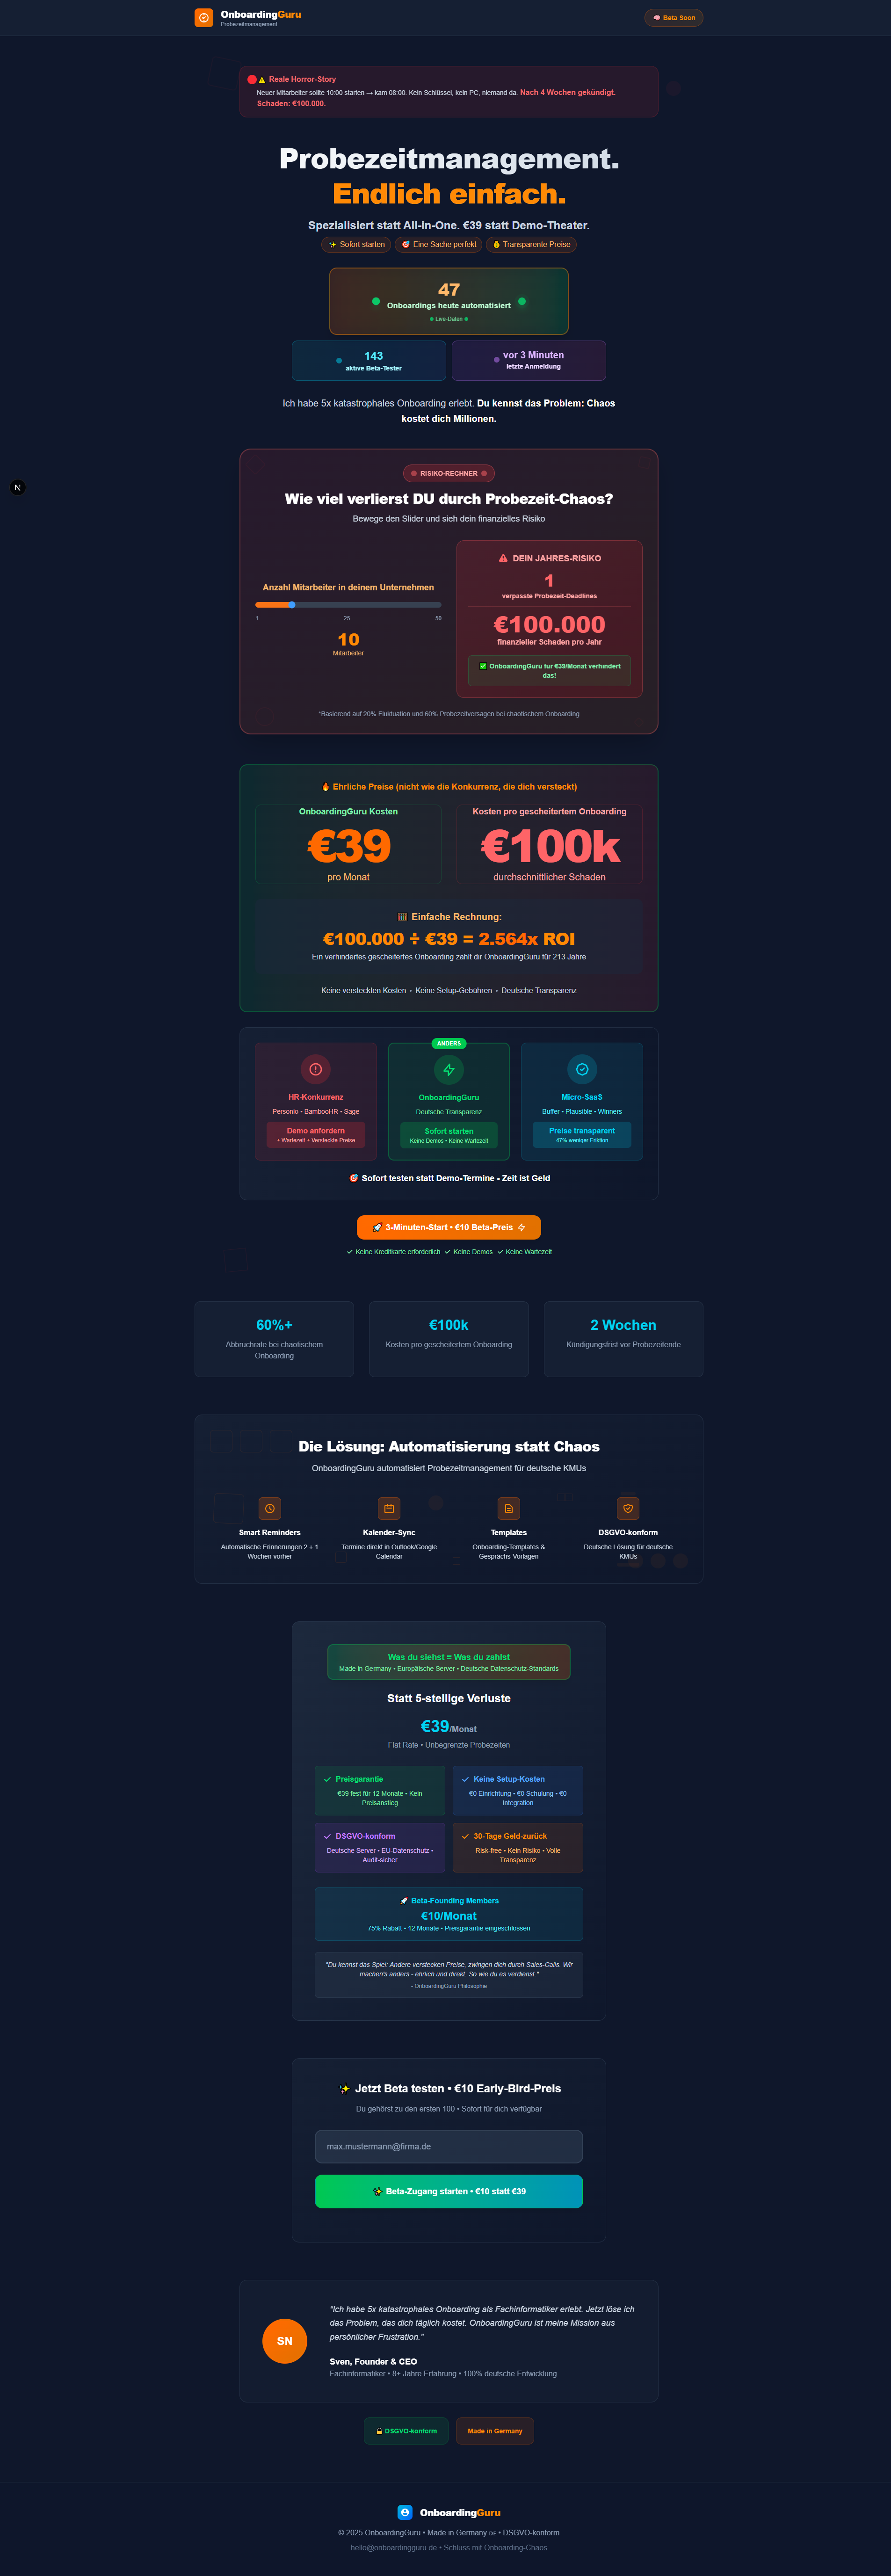 OnboardingGuru
Probezeitmanagement
🧠 Beta Soon
⚠️ Reale Horror-Story
Neuer Mitarbeiter sollte 10:00 starten → kam 08:00. Kein Schlüssel, kein PC, niemand da. Nach 4 Wochen gekündigt.
Schaden: €100.000.
Probezeitmanagement.
Endlich einfach.
Spezialisiert statt All-in-One. €39 statt Demo-Theater.
✨ Sofort starten
🎯 Eine Sache perfekt
💰 Transparente Preise
47
Onboardings heute automatisiert
● Live-Daten ●
143
aktive Beta-Tester
vor 3 Minuten
letzte Anmeldung
Ich habe 5x katastrophales Onboarding erlebt. Du kennst das Problem: Chaos
kostet dich Millionen.
N
RISIKO-RECHNER
Wie viel verlierst DU durch Probezeit-Chaos?
Bewege den Slider und sieh dein finanzielles Risiko
Anzahl Mitarbeiter in deinem Unternehmen
1 25 50
10
Mitarbeiter
DEIN JAHRES-RISIKO
1
verpasste Probezeit-Deadlines
€100.000
finanzieller Schaden pro Jahr
✅ OnboardingGuru für €39/Monat verhindert
das!
*Basierend auf 20% Fluktuation und 60% Probezeitversagen bei chaotischem Onboarding
🔥 Ehrliche Preise (nicht wie die Konkurrenz, die dich versteckt)
OnboardingGuru Kosten
€39
pro Monat
Kosten pro gescheitertem Onboarding
€100k
durchschnittlicher Schaden
🧮 Einfache Rechnung:
€100.000 ÷ €39 = 2.564x ROI
Ein verhindertes gescheitertes Onboarding zahlt dir OnboardingGuru für 213 Jahre
Keine versteckten Kosten • Keine Setup-Gebühren • Deutsche Transparenz
HR-Konkurrenz
Personio • BambooHR • Sage
Demo anfordern
+ Wartezeit + Versteckte Preise
ANDERS
OnboardingGuru
Deutsche Transparenz
Sofort starten
Keine Demos • Keine Wartezeit
Micro-SaaS
Buffer • Plausible • Winners
Preise transparent
47% weniger Friktion
🎯 Sofort testen statt Demo-Termine - Zeit ist Geld
🚀 3-Minuten-Start • €10 Beta-Preis
✓ Keine Kreditkarte erforderlich ✓ Keine Demos ✓ Keine Wartezeit
60%+
Abbruchrate bei chaotischem
Onboarding
€100k
Kosten pro gescheitertem Onboarding
2 Wochen
Kündigungsfrist vor Probezeitende
Die Lösung: Automatisierung statt Chaos
OnboardingGuru automatisiert Probezeitmanagement für deutsche KMUs
Smart Reminders
Automatische Erinnerungen 2 + 1
Wochen vorher
Kalender-Sync
Termine direkt in Outlook/Google
Calendar
Templates
Onboarding-Templates &
Gesprächs-Vorlagen
DSGVO-konform
Deutsche Lösung für deutsche
KMUs
Was du siehst = Was du zahlst
Made in Germany • Europäische Server • Deutsche Datenschutz-Standards
Statt 5-stellige Verluste
€39/Monat
Flat Rate • Unbegrenzte Probezeiten
✓ Preisgarantie
€39 fest für 12 Monate • Kein
Preisanstieg
✓ Keine Setup-Kosten
€0 Einrichtung • €0 Schulung • €0
Integration
✓ DSGVO-konform
Deutsche Server • EU-Datenschutz •
Audit-sicher
✓ 30-Tage Geld-zurück
Risk-free • Kein Risiko • Volle
Transparenz
🚀 Beta-Founding Members
€10/Monat
75% Rabatt • 12 Monate • Preisgarantie eingeschlossen
"Du kennst das Spiel: Andere verstecken Preise, zwingen dich durch Sales-Calls. Wir
machen's anders - ehrlich und direkt. So wie du es verdienst."
- OnboardingGuru Philosophie
✨ Jetzt Beta testen • €10 Early-Bird-Preis
Du gehörst zu den ersten 100 • Sofort für dich verfügbar
max.mustermann@firma.de
Beta-Zugang starten • €10 statt €39
SN
"Ich habe 5x katastrophales Onboarding als Fachinformatiker erlebt. Jetzt löse ich
das Problem, das dich täglich kostet. OnboardingGuru ist meine Mission aus
persönlicher Frustration."
Sven, Founder & CEO
Fachinformatiker • 8+ Jahre Erfahrung • 100% deutsche Entwicklung
🔒 DSGVO-konform
Made in Germany
OnboardingGuru
© 2025 OnboardingGuru • Made in Germany DE • DSGVO-konform
hello@onboardingguru.de • Schluss mit Onboarding-Chaos